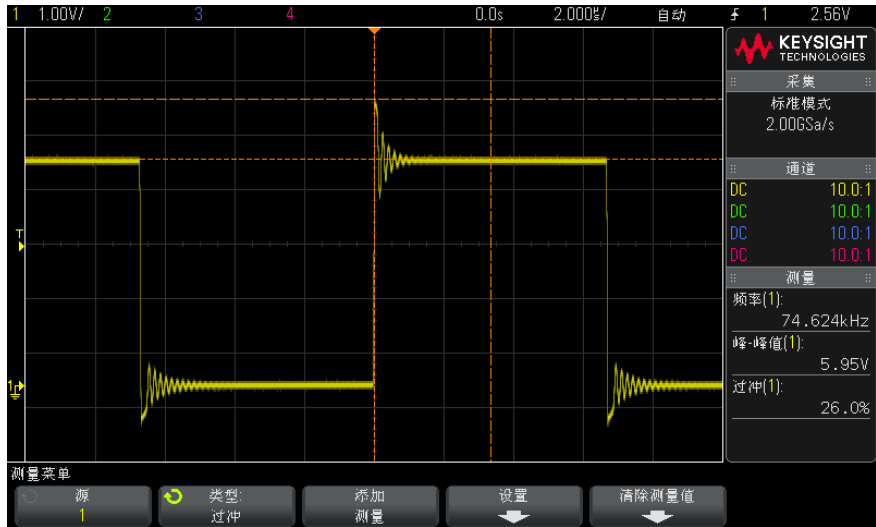 1 1.00V/ 2 3 4 0.0s 2.000㎲/ 自动 1 2.56V
KEYSIGHT
TECHNOLOGIES
采集
标准模式
2.00GSa/s
通道
DC 10.0:1
DC 10.0:1
DC 10.0:1
DC 10.0:1
测量
频率(1):
74.624kHz
峰-峰值(1):
5.95V
过冲(1):
26.0%
T
1
测量菜单
源
1
类型:
过冲
添加
测量
设置
清除测量值